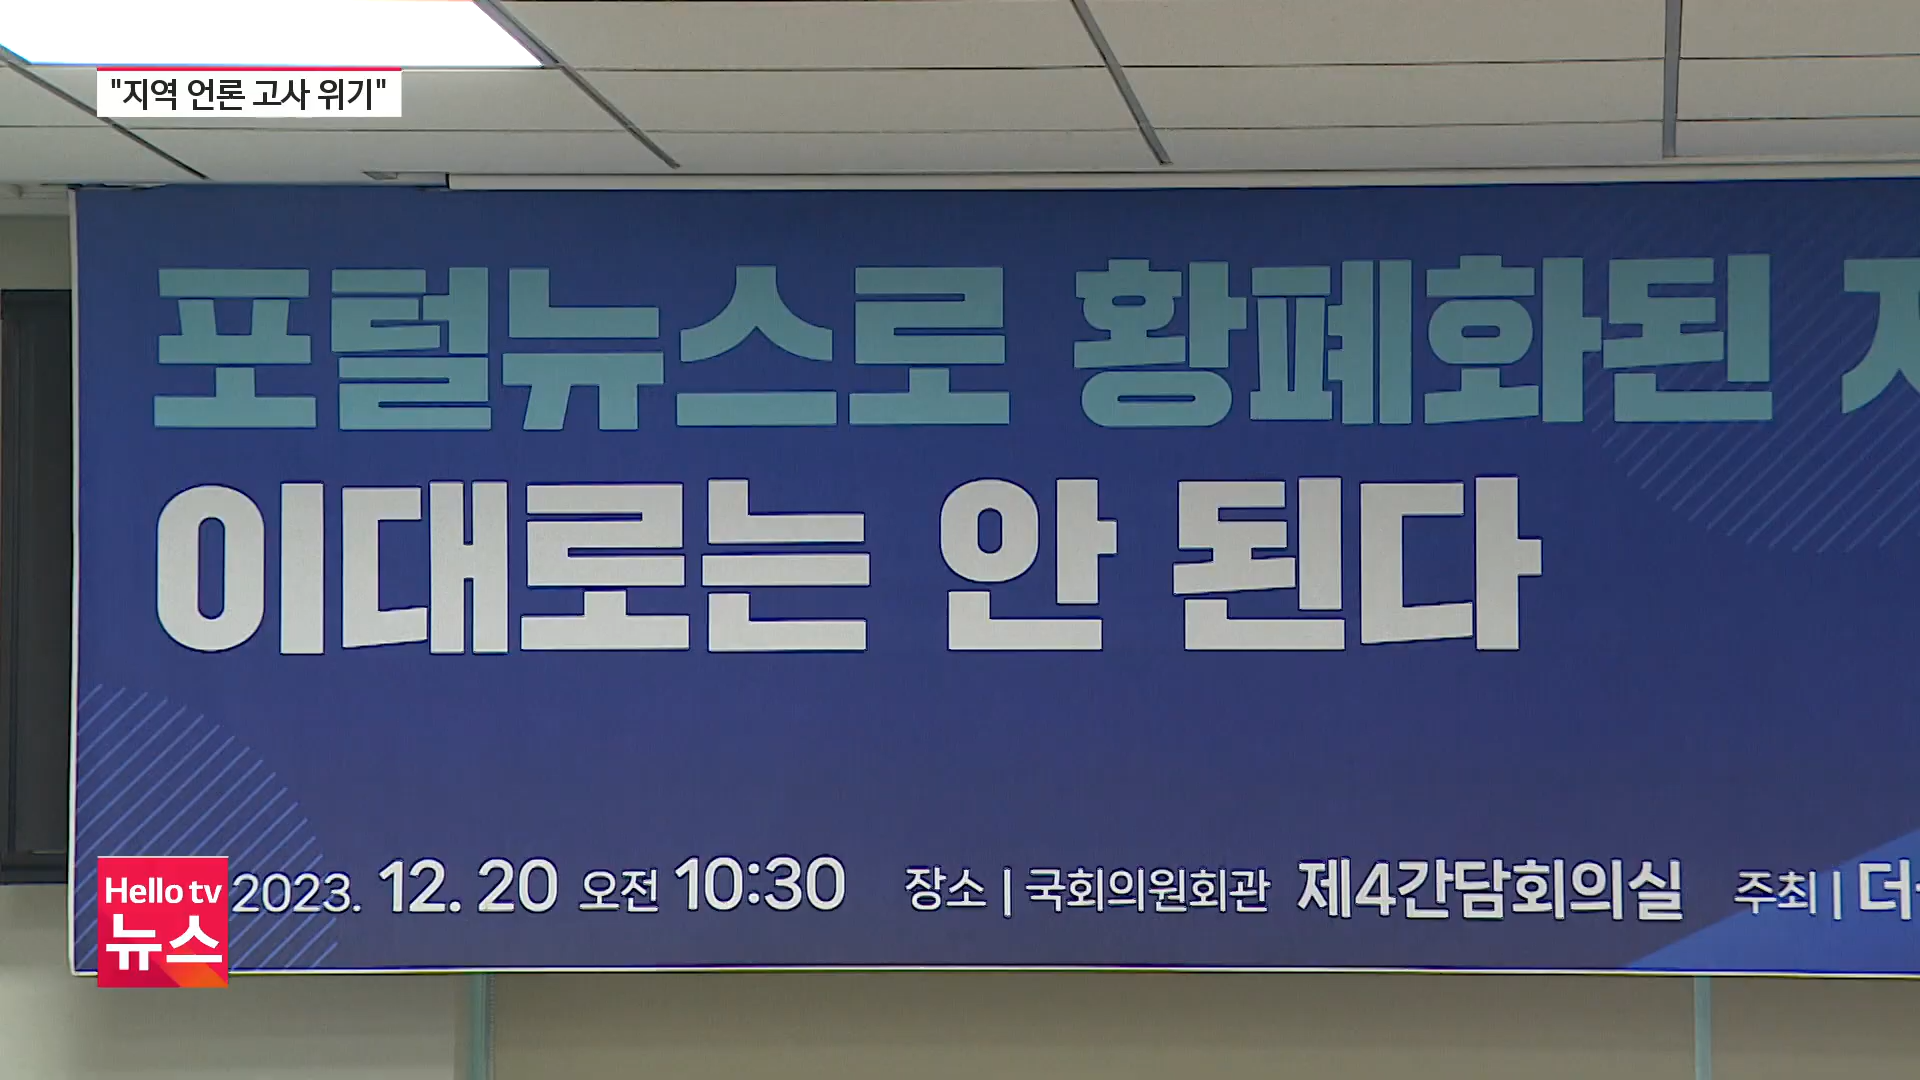 "지역 언론 고사 위기"
포털뉴스로 황폐화된
이대로는 안 된다
2023. 12. 20 오전 10:30 장소 | 국회의원회관 제4간담회의실 주최 | 더
Hello tv
뉴스